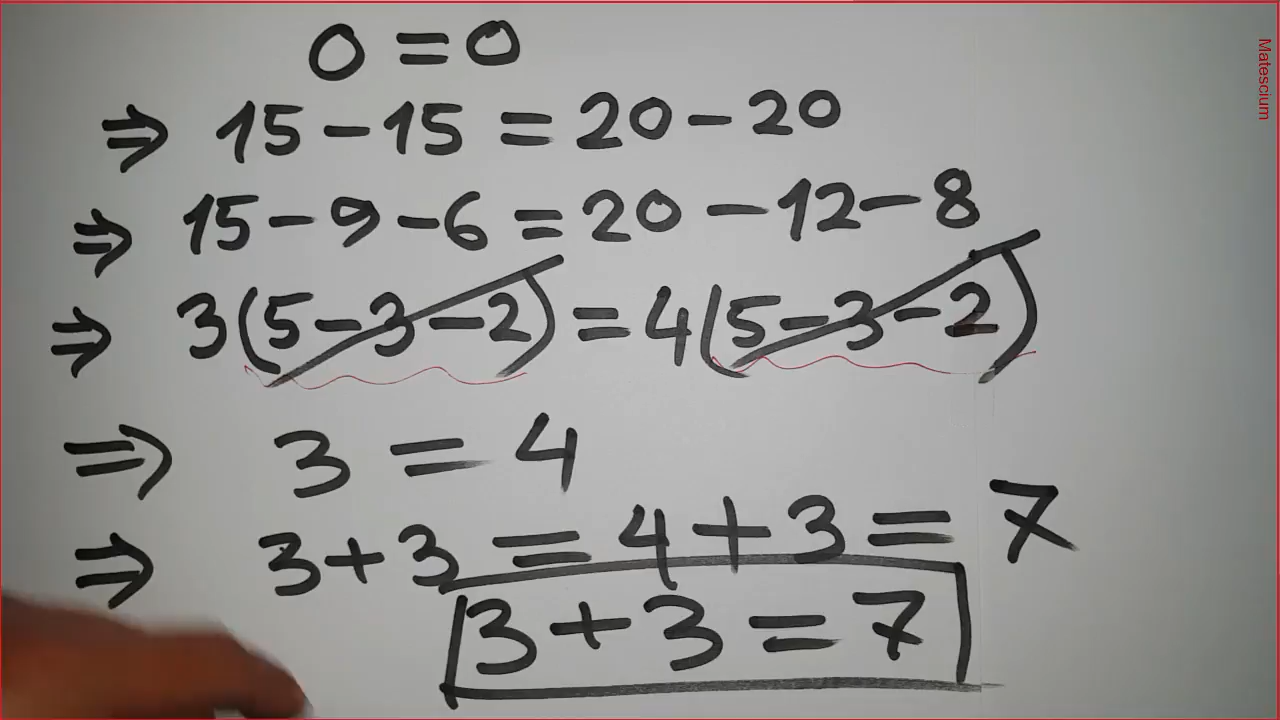 0 = 0
⇒ 15 - 15 = 20 - 20
⇒ 15 - 9 - 6 = 20 - 12 - 8
⇒ 3(5 - 3 - 2) = 4(5 - 3 - 2)
⇒ 3 = 4
⇒ 3 + 3 = 4 + 3 = 7
3 + 3 = 7
Matescium